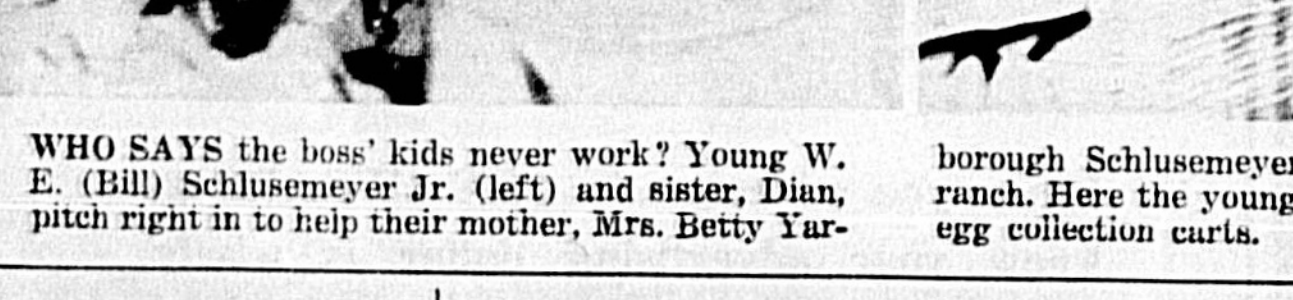 WHO SAYS the boss' kids never work? Young W.
E. (Bill) Schlusemeyer Jr. (left) and sister, Dian,
pitch right in to help their mother, Mrs. Betty Yar-
borough Schlusemeyer
ranch. Here the young
egg collection carts.